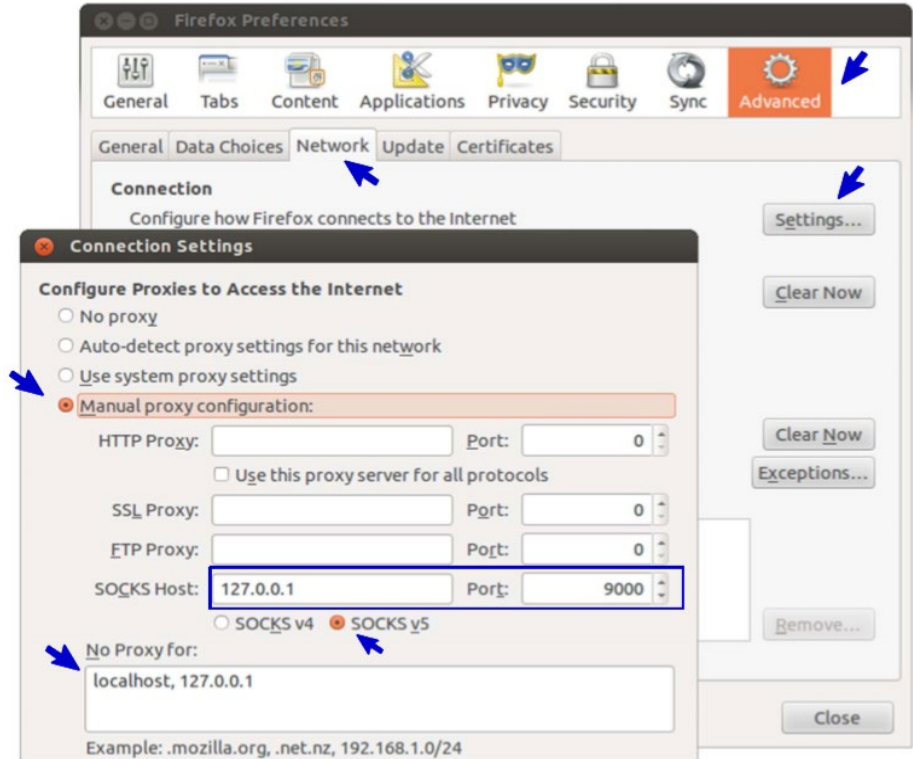 Firefox Preferences
General Tabs Content Applications Privacy Security Sync Advanced
General Data Choices Network Update Certificates
Connection
Configure how Firefox connects to the Internet
Settings...
Connection Settings
Configure Proxies to Access the Internet
Clear Now
No proxy
Auto-detect proxy settings for this network
Use system proxy settings
Manual proxy configuration:
HTTP Proxy: Port: 0
Clear Now
Use this proxy server for all protocols
Exceptions...
SSL Proxy: Port: 0
FTP Proxy: Port: 0
SOCKS Host: 127.0.0.1 Port: 9000
SOCKS v4 SOCKS v5
Remove...
No Proxy for:
localhost, 127.0.0.1
Close
Example: .mozilla.org, .net.nz, 192.168.1.0/24